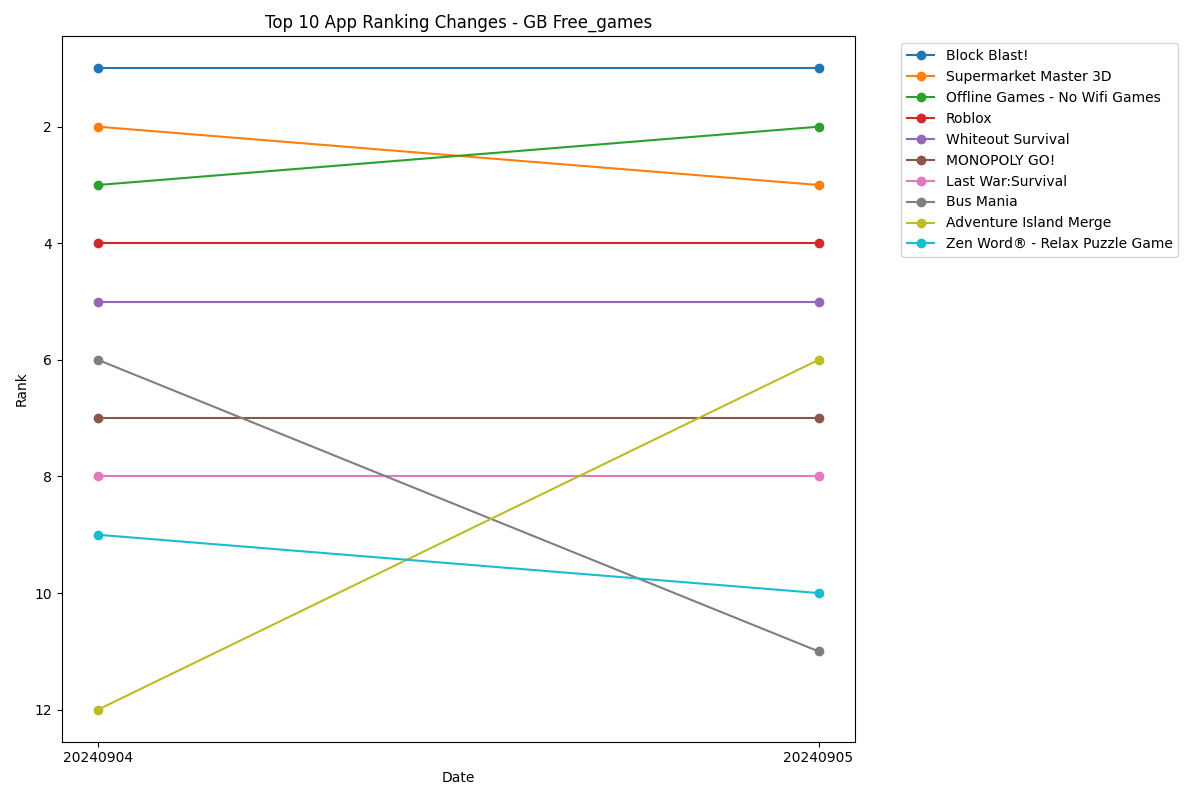 Top 10 App Ranking Changes - GB Free_games
Block Blast!
Supermarket Master 3D
Offline Games - No Wifi Games
Roblox
Whiteout Survival
MONOPOLY GO!
Last War:Survival
Bus Mania
Adventure Island Merge
Zen Word® - Relax Puzzle Game
Rank
2
4
6
8
10
12
20240904
20240905
Date